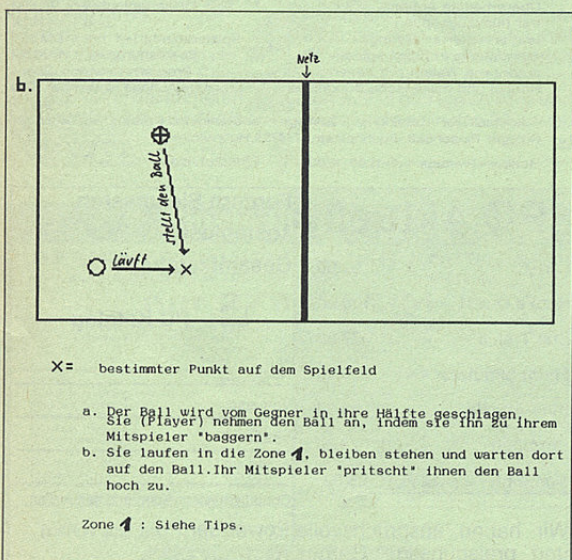 Netz
b.
stellt den Ball
läuft
X= bestimmter Punkt auf dem Spielfeld
a. Der Ball wird vom Gegner in ihre Hälfte geschlagen.
Sie (Player) nehmen den Ball an, indem sie ihn zu ihrem
Mitspieler "baggern".
b. Sie laufen in die Zone 1, bleiben stehen und warten dort
auf den Ball.Ihr Mitspieler "pritscht" ihnen den Ball
hoch zu.
Zone 1 : Siehe Tips.